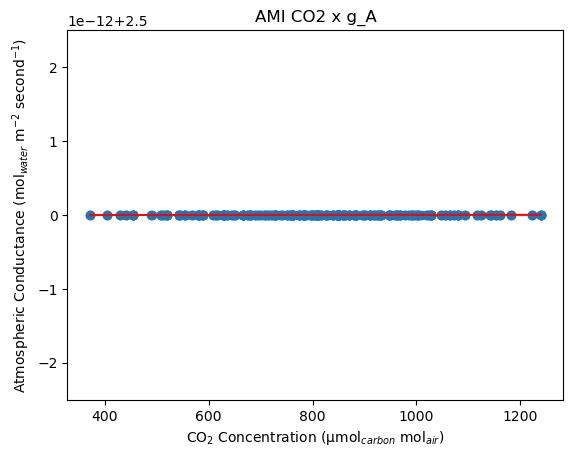 AMI CO2 x g_A
1e−12+2.5
2
1
0
−1
−2
Atmospheric Conductance (mol_water m⁻² second⁻¹)
400 600 800 1000 1200
CO₂ Concentration (μmol_carbon mol_air)